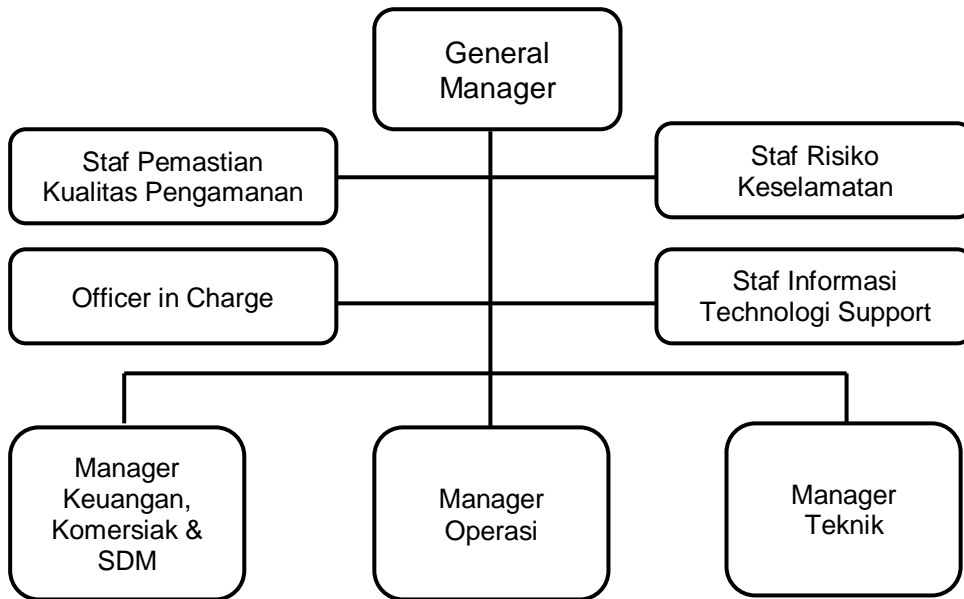 General
Manager
Staf Pemastian
Kualitas Pengamanan
Staf Risiko
Keselamatan
Officer in Charge
Staf Informasi
Technologi Support
Manager
Keuangan,
Komersiak &
SDM
Manager
Operasi
Manager
Teknik